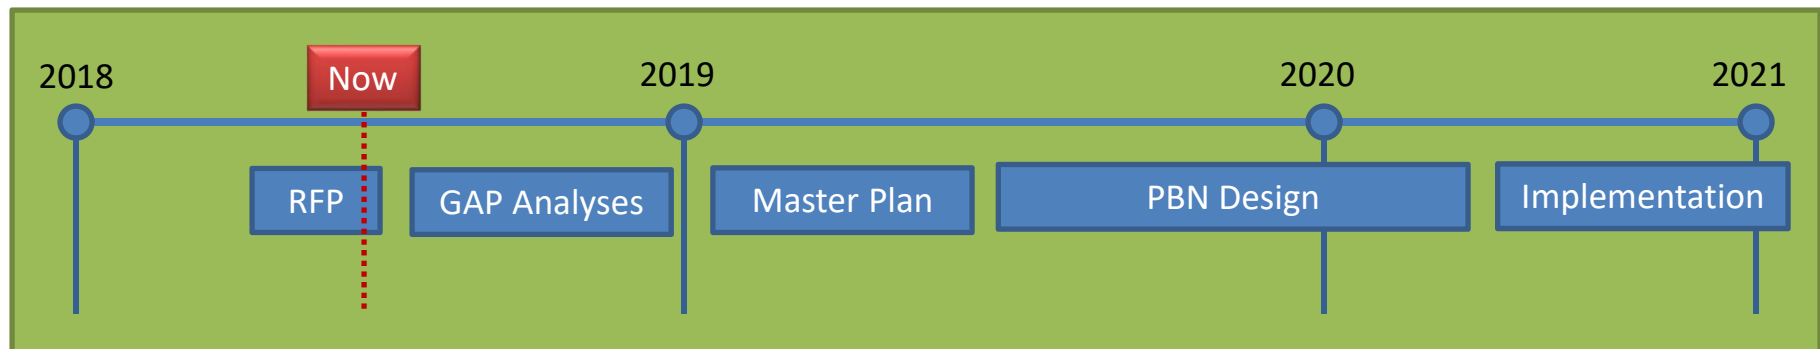 2018
Now
2019
2020
2021
RFP
GAP Analyses
Master Plan
PBN Design
Implementation